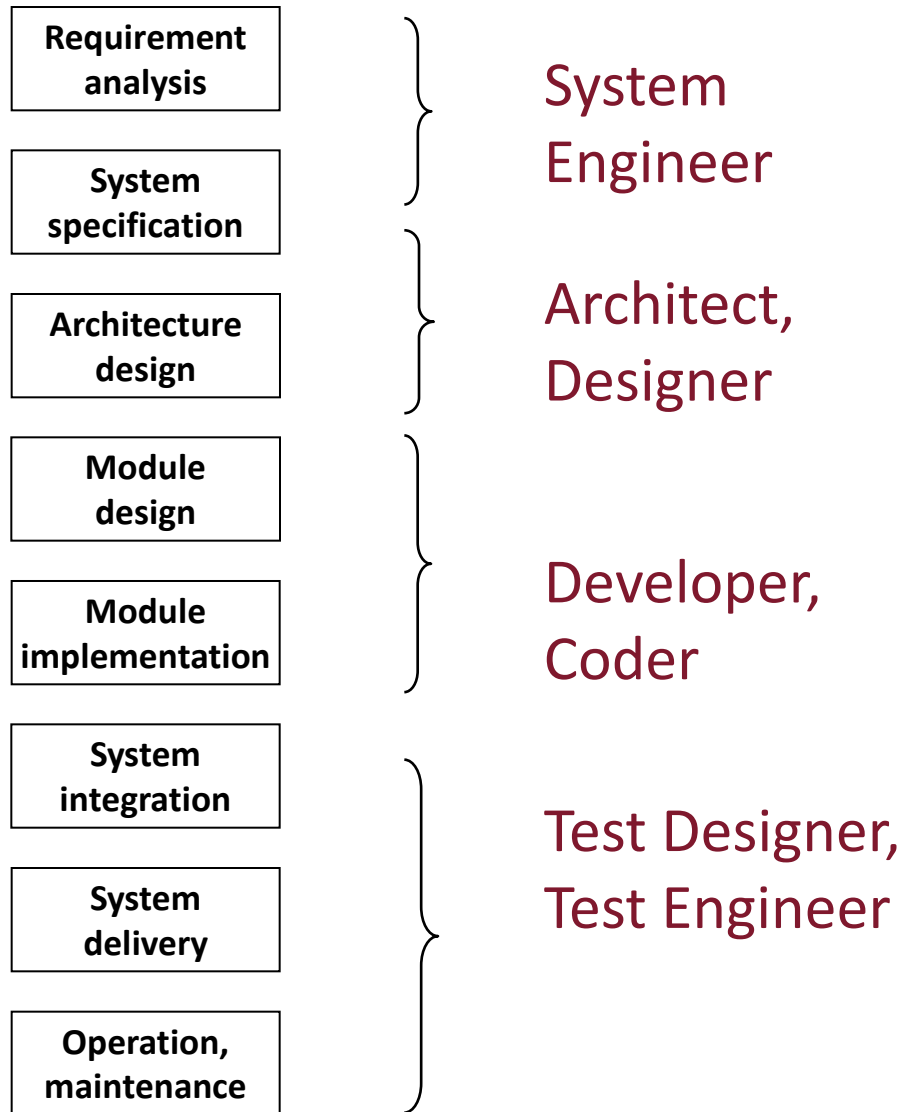 Requirement
analysis
System
Engineer
System
specification
Architecture
design
Architect,
Designer
Module
design
Module
implementation
Developer,
Coder
System
integration
Test Designer,
Test Engineer
System
delivery
Operation,
maintenance